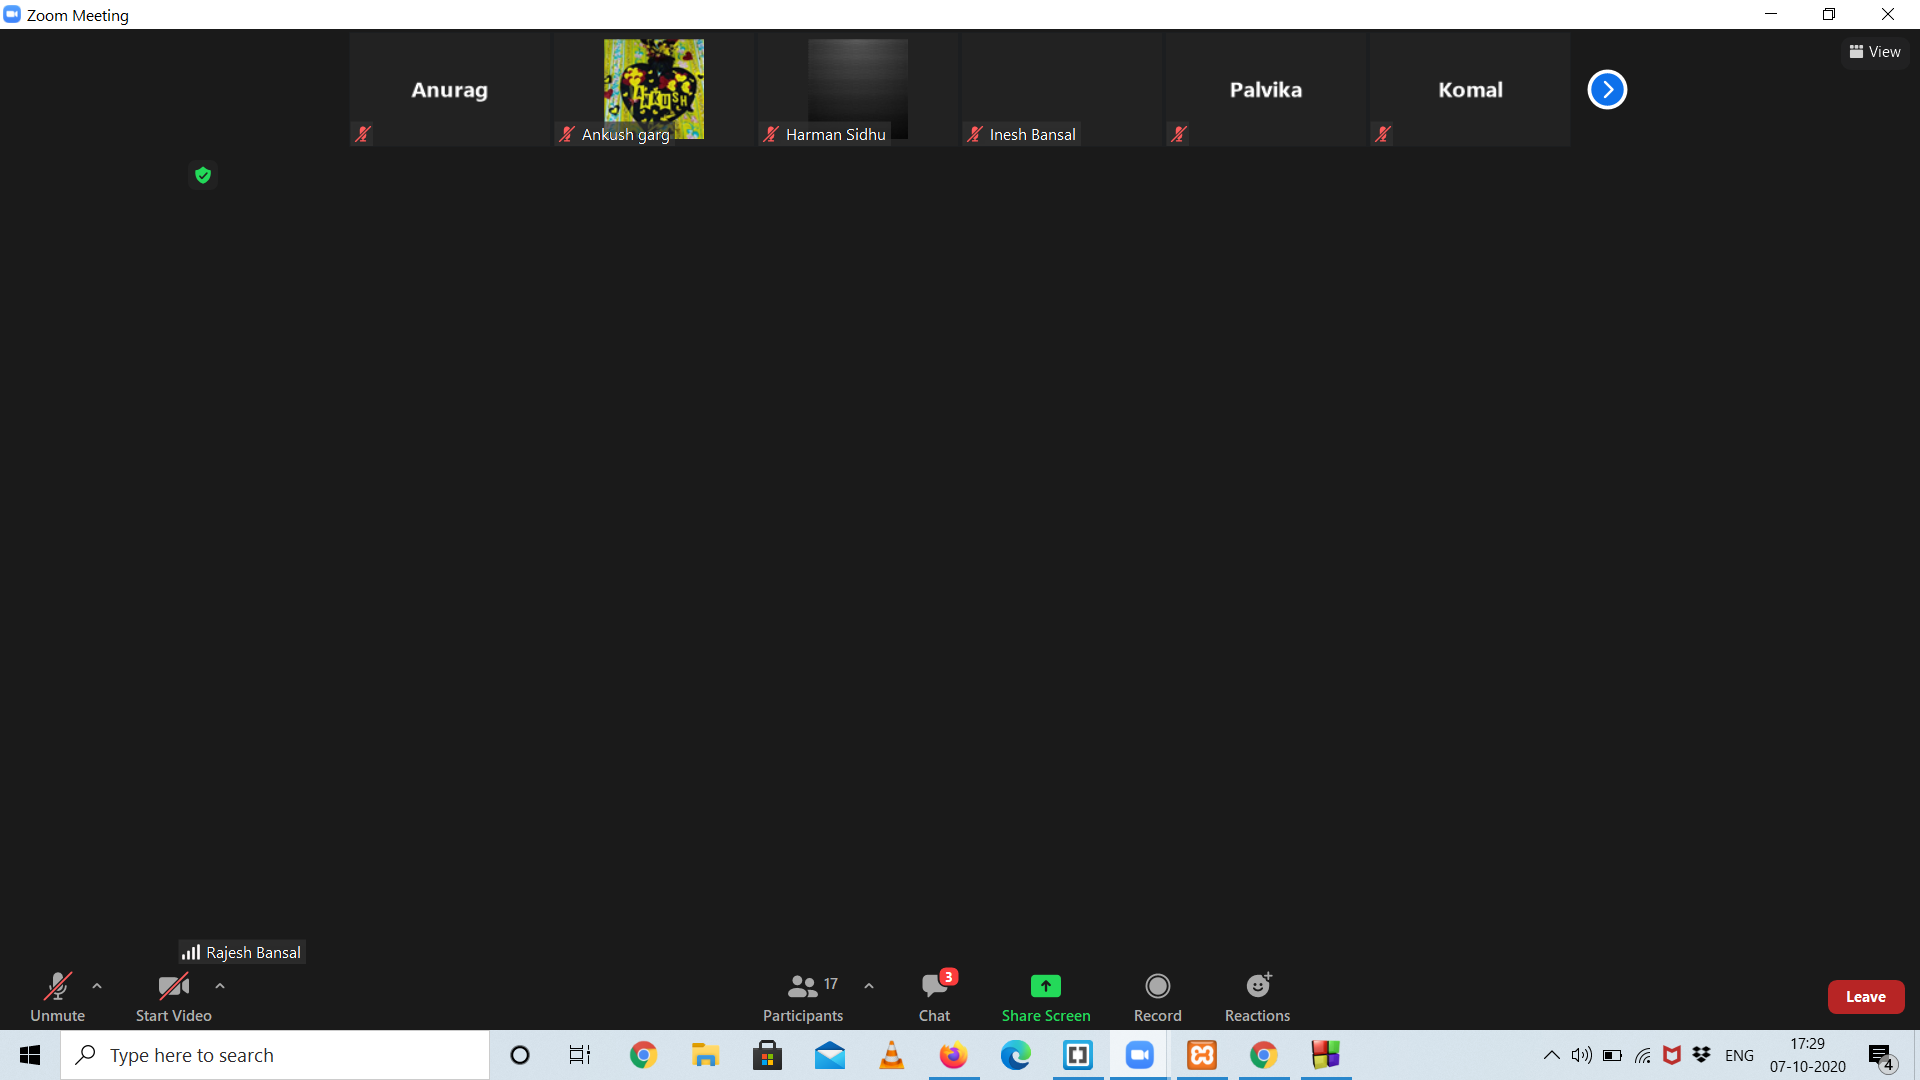 Zoom Meeting
View
Anurag
ANKUSH
Ankush garg
Harman Sidhu
Inesh Bansal
Palvika
Komal
Rajesh Bansal
Unmute
Start Video
17
Participants
3
Chat
Share Screen
Record
Reactions
Leave
Type here to search
ENG
17:29
07-10-2020
4